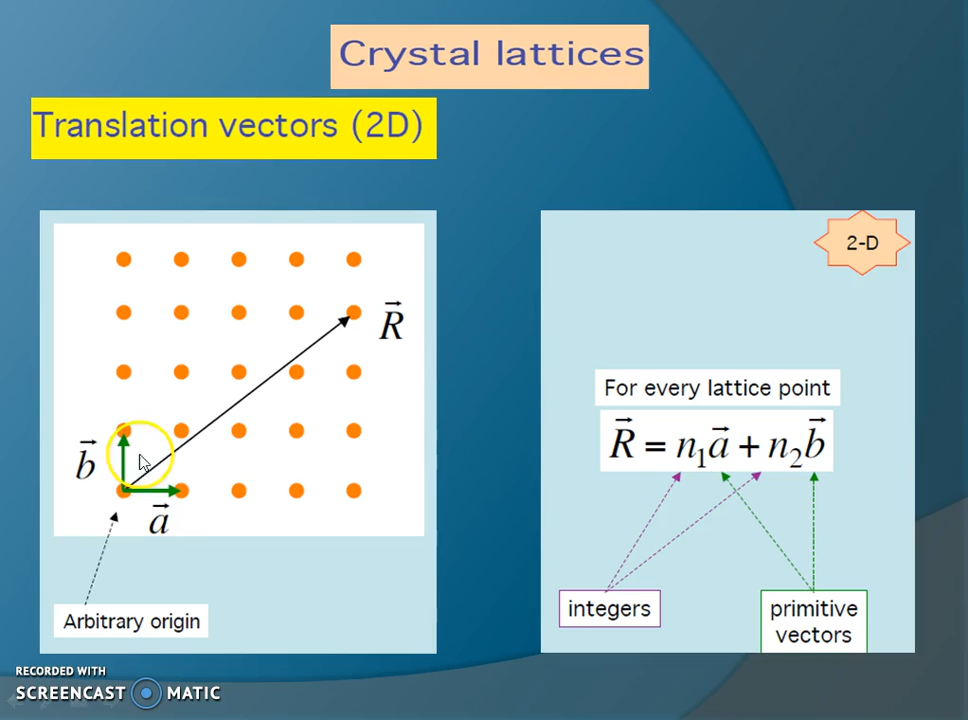 Crystal lattices
Translation vectors (2D)
2-D
R⃗
For every lattice point
R⃗ = n₁a⃗ + n₂b⃗
b⃗
a⃗
integers
primitive
vectors
Arbitrary origin
RECORDED WITH
SCREENCAST MATIC